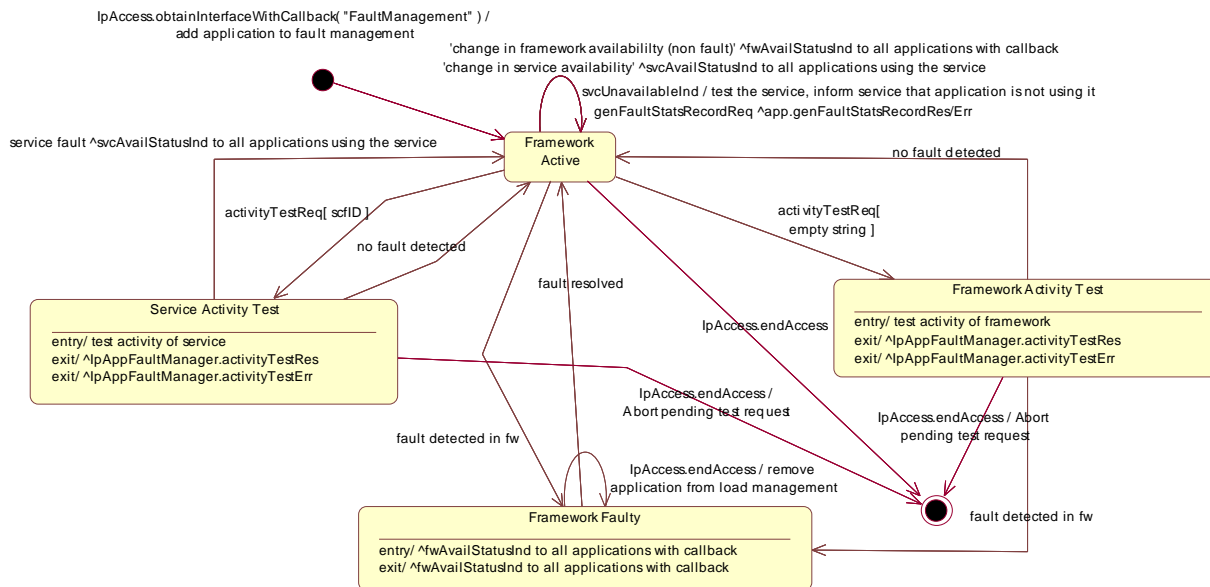 IpAccess.obtainInterfaceWithCallback( "FaultManagement" ) /
add application to fault management
'change in framework availability (non fault)' ^fwAvailStatusInd to all applications with callback
'change in service availability' ^svcAvailStatusInd to all applications using the service
svcUnavailableInd / test the service, inform service that application is not using it
genFaultStatsRecordReq ^app.genFaultStatsRecordRes/Err
service fault ^svcAvailStatusInd to all applications using the service
Framework
Active
no fault detected
activityTestReq[ scfID ]
activityTestReq[
empty string ]
no fault detected
fault resolved
Service Activity Test
entry/ test activity of service
exit/ ^IpAppFaultManager.activityTestRes
exit/ ^IpAppFaultManager.activityTestErr
Framework Activity Test
entry/ test activity of framework
exit/ ^IpAppFaultManager.activityTestRes
exit/ ^IpAppFaultManager.activityTestErr
IpAccess.endAccess
IpAccess.endAccess /
Abort pending test request
IpAccess.endAccess / Abort
pending test request
fault detected in fw
IpAccess.endAccess / remove
application from load management
fault detected in fw
Framework Faulty
entry/ ^fwAvailStatusInd to all applications with callback
exit/ ^fwAvailStatusInd to all applications with callback